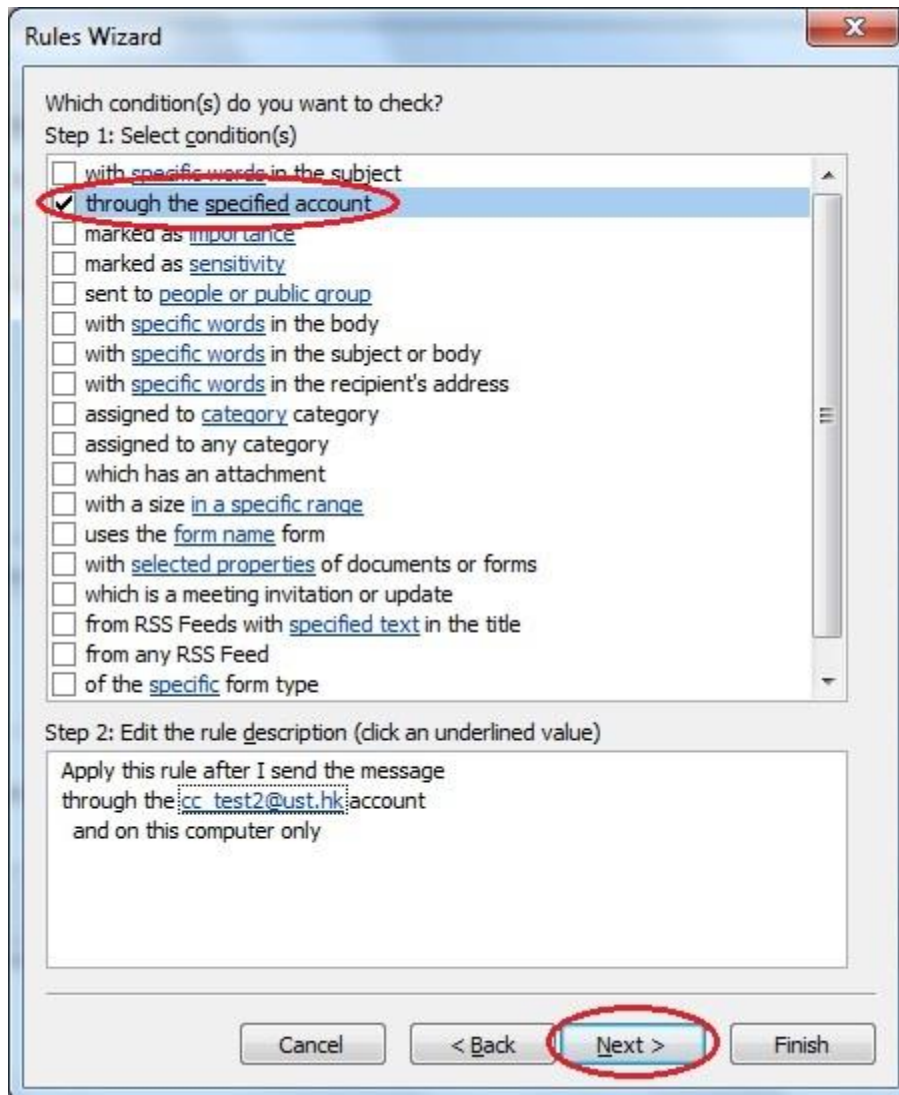 Rules Wizard
Which condition(s) do you want to check?
Step 1: Select condition(s)
with specific words in the subject
through the specified account
marked as importance
marked as sensitivity
sent to people or public group
with specific words in the body
with specific words in the subject or body
with specific words in the recipient's address
assigned to category category
assigned to any category
which has an attachment
with a size in a specific range
uses the form name form
with selected properties of documents or forms
which is a meeting invitation or update
from RSS Feeds with specified text in the title
from any RSS Feed
of the specific form type
Step 2: Edit the rule description (click an underlined value)
Apply this rule after I send the message
through the cc_test2@ust.hk account
and on this computer only
Cancel < Back Next > Finish